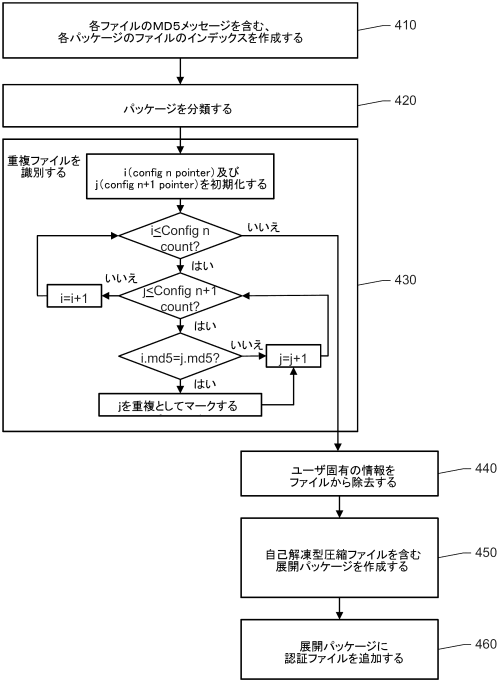 各ファイルのMD5メッセージを含む、
各パッケージのファイルのインデックスを作成する
410
パッケージを分類する
420
重複ファイルを
識別する
i(config n pointer)及び
j(config n+1 pointer)を初期化する
i≤Config n
count?
いいえ
はい
j≤Config n+1
count?
いいえ
i=i+1
はい
430
i.md5=j.md5?
いいえ
j=j+1
はい
jを重複としてマークする
ユーザ固有の情報を
ファイルから除去する
440
自己解凍型圧縮ファイルを含む
展開パッケージを作成する
450
展開パッケージに
認証ファイルを追加する
460